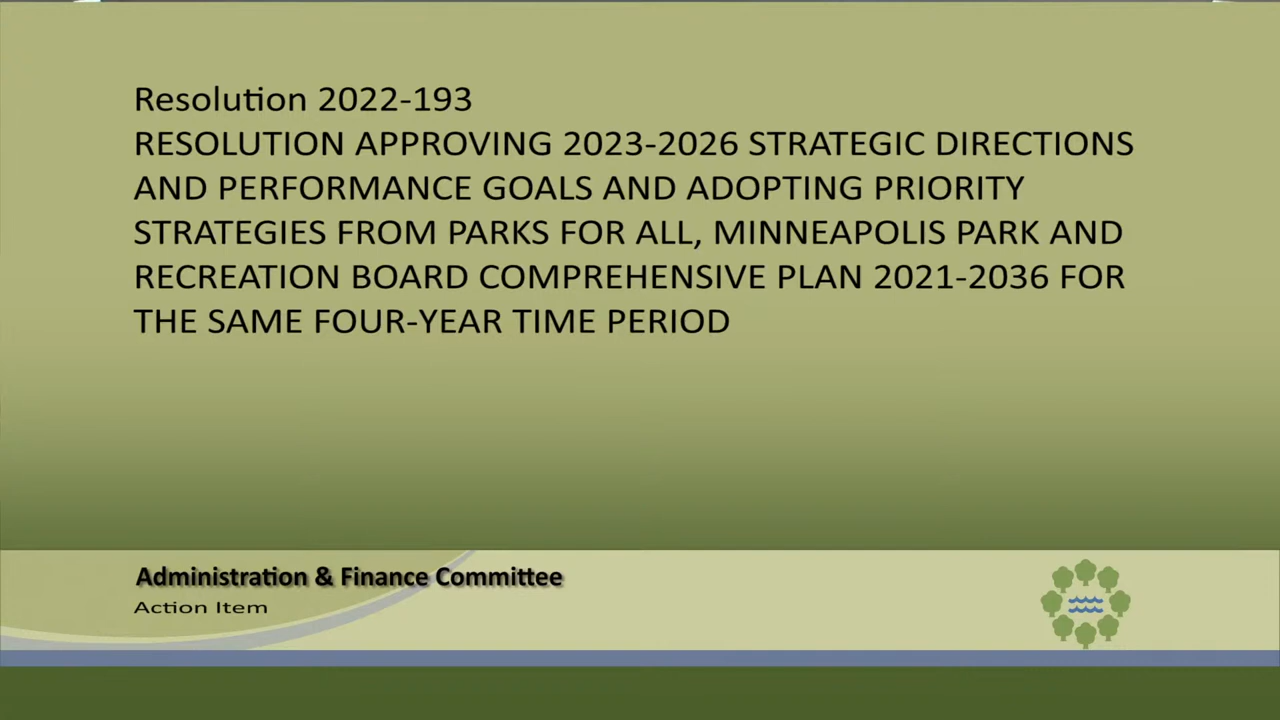 Resolution 2022-193
RESOLUTION APPROVING 2023-2026 STRATEGIC DIRECTIONS
AND PERFORMANCE GOALS AND ADOPTING PRIORITY
STRATEGIES FROM PARKS FOR ALL, MINNEAPOLIS PARK AND
RECREATION BOARD COMPREHENSIVE PLAN 2021-2036 FOR
THE SAME FOUR-YEAR TIME PERIOD
Administration & Finance Committee
Action Item